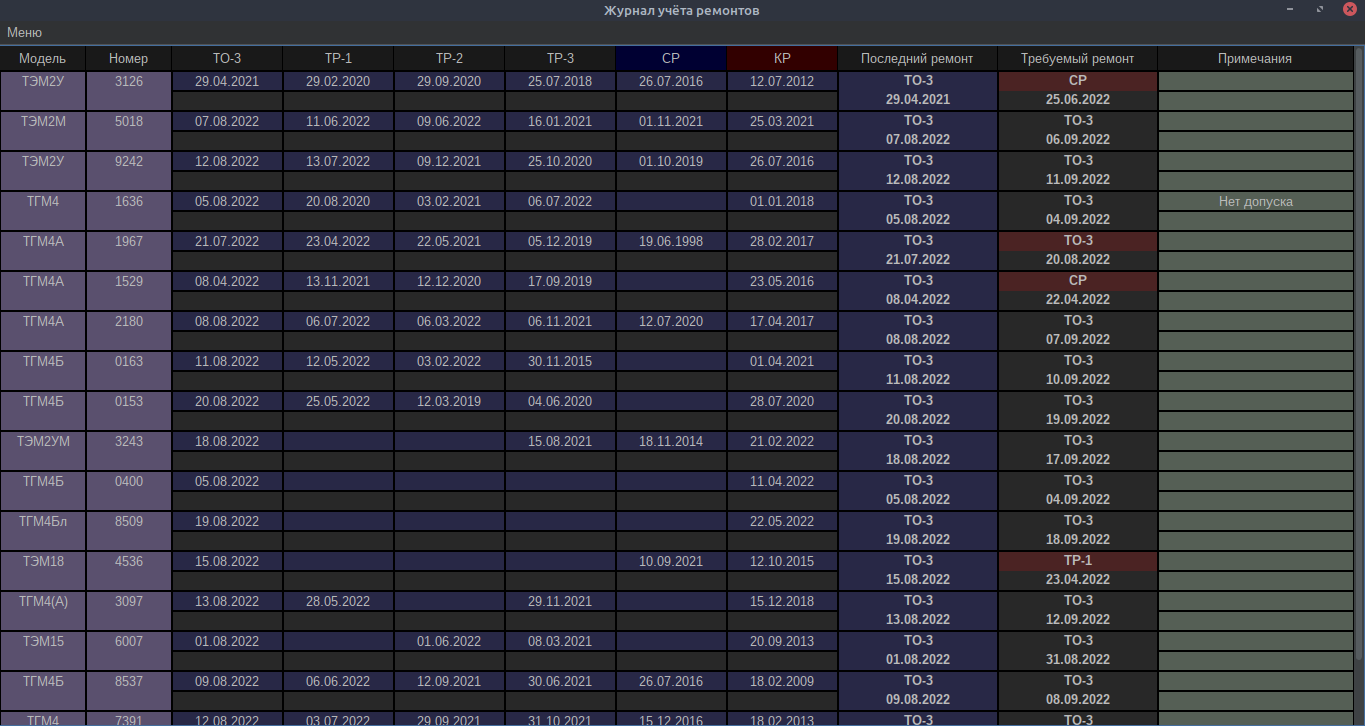 Журнал учёта ремонтов
Меню
Модель Номер ТО-3 ТР-1 ТР-2 ТР-3 СР КР Последний ремонт Требуемый ремонт Примечания
ТЭМ2У 3126 29.04.2021 29.02.2020 29.09.2020 25.07.2018 26.07.2016 12.07.2012 ТО-3 СР
29.04.2021 25.06.2022
ТЭМ2М 5018 07.08.2022 11.06.2022 09.06.2022 16.01.2021 01.11.2021 25.03.2021 ТО-3 ТО-3
07.08.2022 06.09.2022
ТЭМ2У 9242 12.08.2022 13.07.2022 09.12.2021 25.10.2020 01.10.2019 26.07.2016 ТО-3 ТО-3
12.08.2022 11.09.2022
ТГМ4 1636 05.08.2022 20.08.2020 03.02.2021 06.07.2022 01.01.2018 ТО-3 ТО-3 Нет допуска
05.08.2022 04.09.2022
ТГМ4А 1967 21.07.2022 23.04.2022 22.05.2021 05.12.2019 19.06.1998 28.02.2017 ТО-3 ТО-3
21.07.2022 20.08.2022
ТГМ4А 1529 08.04.2022 13.11.2021 12.12.2020 17.09.2019 23.05.2016 ТО-3 СР
08.04.2022 22.04.2022
ТГМ4А 2180 08.08.2022 06.07.2022 06.03.2022 06.11.2021 12.07.2020 17.04.2017 ТО-3 ТО-3
08.08.2022 07.09.2022
ТГМ4Б 0163 11.08.2022 12.05.2022 03.02.2022 30.11.2015 01.04.2021 ТО-3 ТО-3
11.08.2022 10.09.2022
ТГМ4Б 0153 20.08.2022 25.05.2022 12.03.2019 04.06.2020 28.07.2020 ТО-3 ТО-3
20.08.2022 19.09.2022
ТЭМ2УМ 3243 18.08.2022 15.08.2021 18.11.2014 21.02.2022 ТО-3 ТО-3
18.08.2022 17.09.2022
ТГМ4Б 0400 05.08.2022 11.04.2022 ТО-3 ТО-3
05.08.2022 04.09.2022
ТГМ4Бл 8509 19.08.2022 22.05.2022 ТО-3 ТО-3
19.08.2022 18.09.2022
ТЭМ18 4536 15.08.2022 10.09.2021 12.10.2015 ТО-3 ТР-1
15.08.2022 23.04.2022
ТГМ4(А) 3097 13.08.2022 28.05.2022 29.11.2021 15.12.2018 ТО-3 ТО-3
13.08.2022 12.09.2022
ТЭМ15 6007 01.08.2022 01.06.2022 08.03.2021 20.09.2013 ТО-3 ТО-3
01.08.2022 31.08.2022
ТГМ4Б 8537 09.08.2022 06.06.2022 12.09.2021 30.06.2021 26.07.2016 18.02.2009 ТО-3 ТО-3
09.08.2022 08.09.2022
ТГМ4 7391 12.08.2022 03.07.2022 29.09.2021 31.10.2021 15.12.2016 18.02.2013 ТО-3 ТО-3